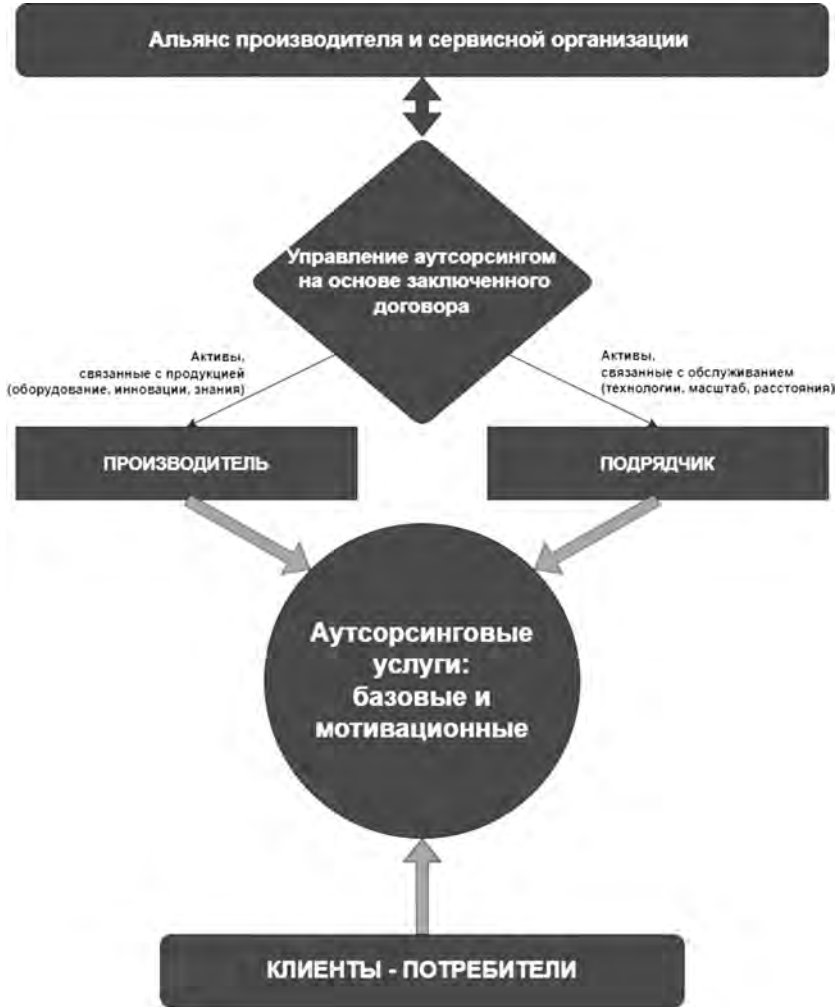 Альянс производителя и сервисной организации
Управление аутсорсингом
на основе заключенного
договора
Активы,
связанные с продукцией
(оборудование, инновации, знания)
Активы,
связанные с обслуживанием
(технологии, масштаб, расстояния)
ПРОИЗВОДИТЕЛЬ
ПОДРЯДЧИК
Аутсорсинговые
услуги:
базовые и
мотивационные
КЛИЕНТЫ - ПОТРЕБИТЕЛИ